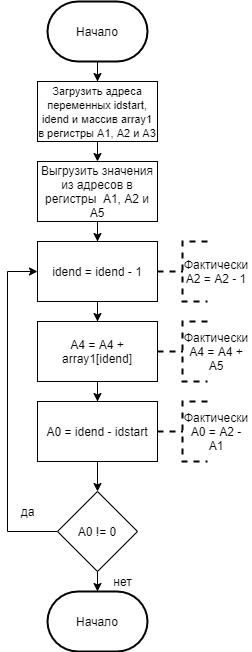 Начало
Загрузить адреса
переменных idstart,
idend и массив array1
в регистры A1, A2 и A3
Выгрузить значения
из адресов в
регистры A1, A2 и
A5
idend = idend - 1
Фактически
A2 = A2 - 1
A4 = A4 +
array1[idend]
Фактически
A4 = A4 +
A5
A0 = idend - idstart
Фактически
A0 = A2 -
A1
да
A0 != 0
нет
Начало